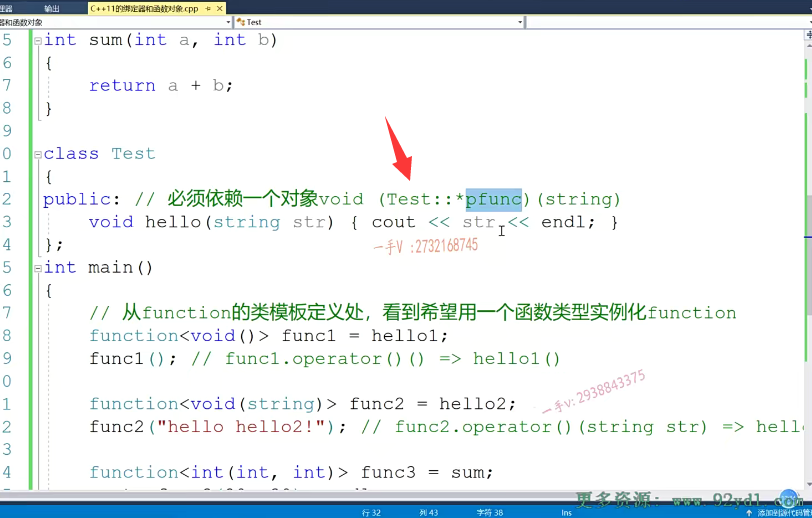 理器 输出 C++11的绑定器和函数对象.cpp
器和函数对象 Test
5 int sum(int a, int b)
6 {
7 return a + b;
8 }
9
0 class Test
1 {
2 public: // 必须依赖一个对象void (Test::*pfunc)(string)
3 void hello(string str) { cout << str << endl; }
4 };
一手V :2732168745
5 int main()
6 {
7 // 从function的类模板定义处，看到希望用一个函数类型实例化function
8 function<void()> func1 = hello1;
9 func1(); // func1.operator()() => hello1()
0
1 function<void(string)> func2 = hello2;
一手v:2938843375
2 func2("hello hello2!"); // func2.operator()(string str) => hello
3
4 function<int(int, int)> func3 = sum;
更多资源: www.92ydl.com
行 32 列 43 字符 38 Ins 添加到源代码管